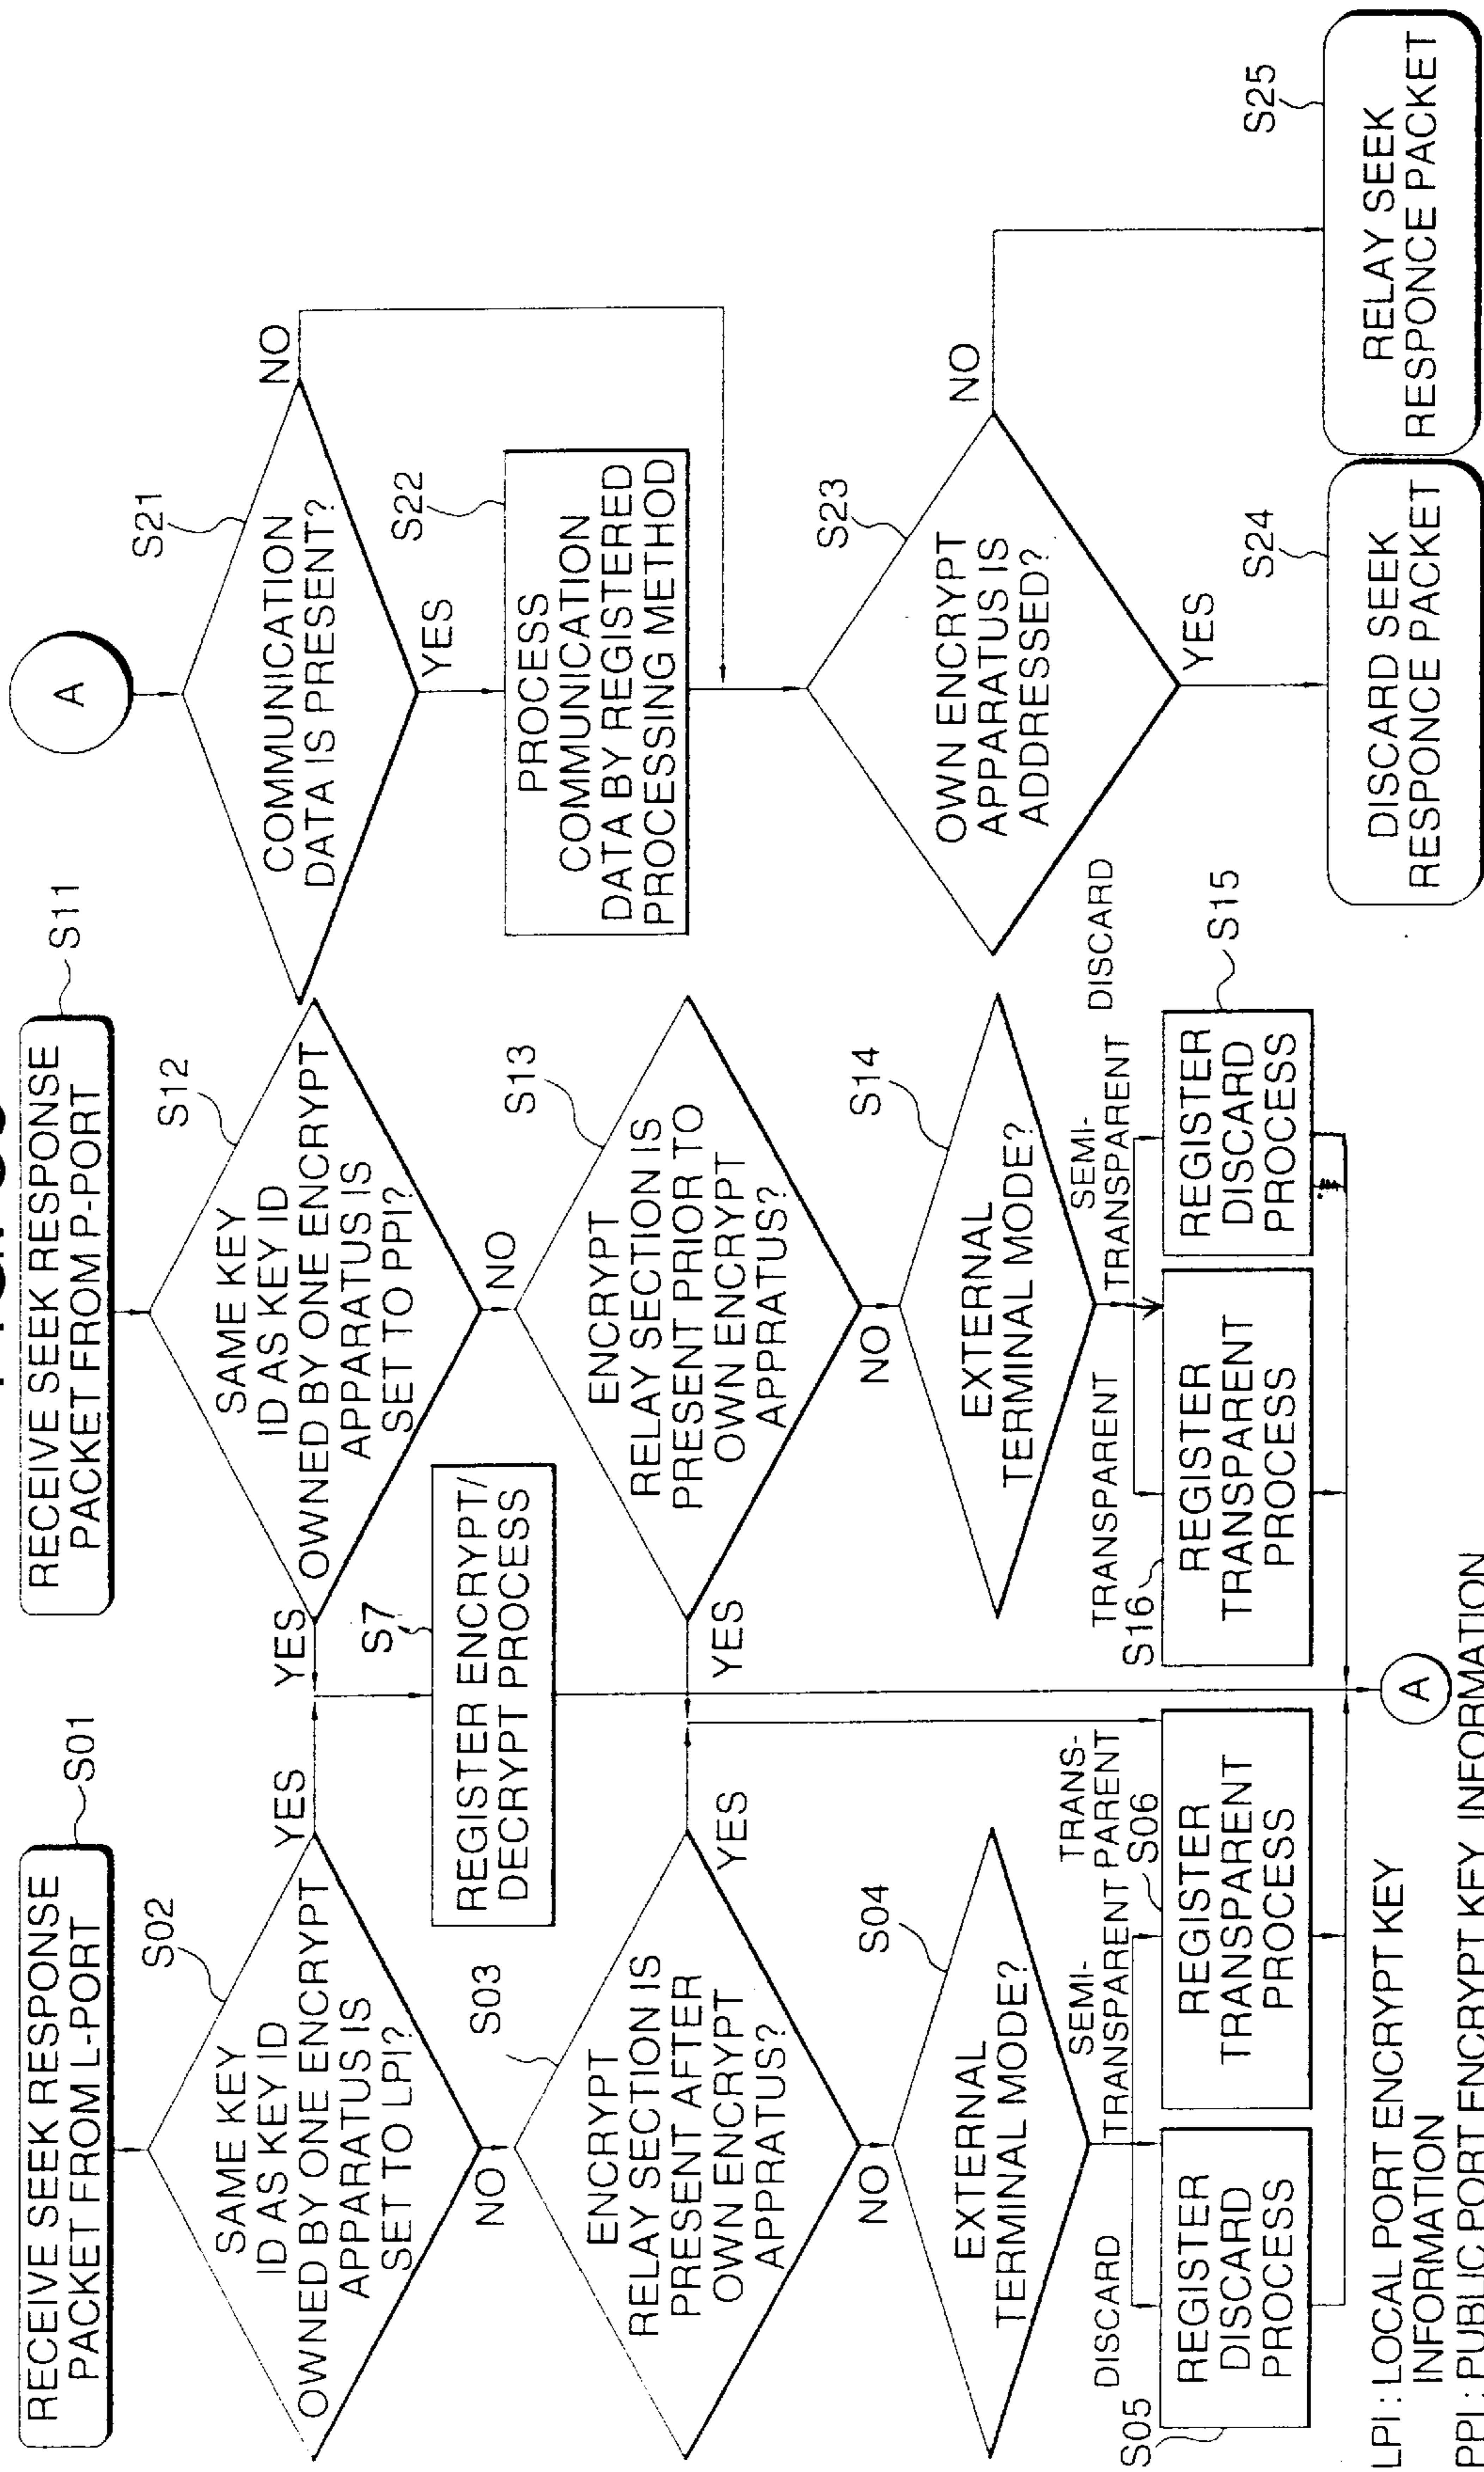 RECEIVE SEEK RESPONSE
PACKET FROM L-PORT
S01
SAME KEY
ID AS KEY ID
OWNED BY ONE ENCRYPT
APPARATUS IS
SET TO LPI?
S02
YES
NO
ENCRYPT
RELAY SECTION IS
PRESENT AFTER
OWN ENCRYPT
APPRATUS?
S03
YES
NO
EXTERNAL
TERMINAL MODE?
S04
DISCARD
SEMI-
TRANSPARENT
TRANS-
PARENT
S05
REGISTER
DISCARD
PROCESS
S06
REGISTER
TRANSPARENT
PROCESS
S7
REGISTER ENCRYPT/
DECRYPT PROCESS
RECEIVE SEEK RESPONSE
PACKET FROM P-PORT
S11
SAME KEY
ID AS KEY ID
OWNED BY ONE ENCRYPT
APPARATUS IS
SET TO PPI?
S12
YES
NO
ENCRYPT
RELAY SECTION IS
PRESENT PRIOR TO
OWN ENCRYPT
APPRATUS?
S13
YES
NO
EXTERNAL
TERMINAL MODE?
S14
TRANSPARENT
SEMI-
TRANSPARENT
DISCARD
S16
REGISTER
TRANSPARENT
PROCESS
REGISTER
DISCARD
PROCESS
S15
A
A
COMMUNICATION
DATA IS PRESENT?
S21
NO
YES
PROCESS
COMMUNICATION
DATA BY REGISTERED
PROCESSING METHOD
S22
OWN ENCRYPT
APPARATUS IS
ADDRESSED?
S23
NO
YES
DISCARD SEEK
RESPONCE PACKET
S24
RELAY SEEK
RESPONCE PACKET
S25
LPI : LOCAL PORT ENCRYPT KEY
INFORMATION
PPI : PUBLIC PORT ENCRYPT KEY INFORMATION